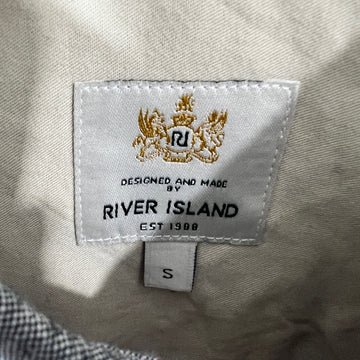 RI
DESIGNED AND MADE
BY
RIVER ISLAND
EST 1988
S